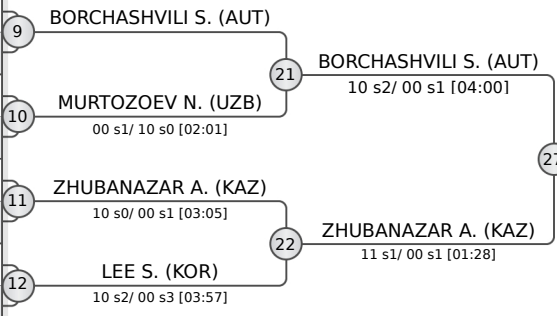 BORCHASHVILI S. (AUT)
9
BORCHASHVILI S. (AUT)
21
10 s2/ 00 s1 [04:00]
MURTOZOEV N. (UZB)
10
00 s1/ 10 s0 [02:01]
27
ZHUBANAZAR A. (KAZ)
11
10 s0/ 00 s1 [03:05]
ZHUBANAZAR A. (KAZ)
22
11 s1/ 00 s1 [01:28]
LEE S. (KOR)
12
10 s2/ 00 s3 [03:57]